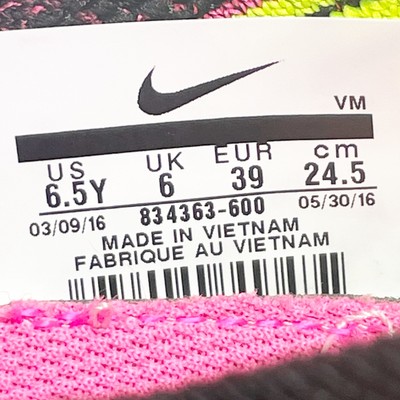 VM
US UK EUR cm
6.5Y 6 39 24.5
03/09/16 834363-600 05/30/16
MADE IN VIETNAM
FABRIQUE AU VIETNAM